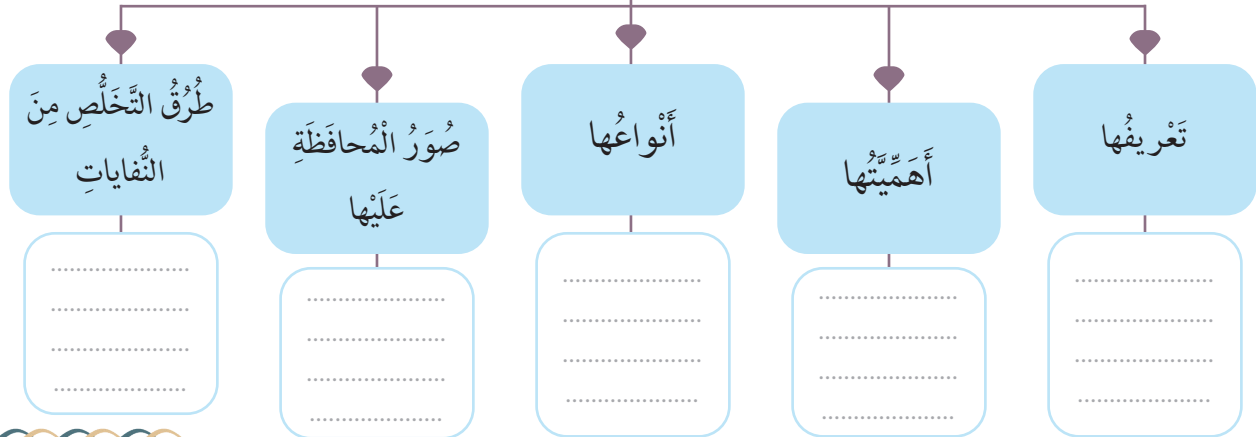 تَعْريفُها
أَهَمِّيَّتُها
أَنْواعُها
صُوَرُ الْمُحافَظَةِ
عَلَيْها
طُرُقُ التَّخَلُّصِ مِنَ
النُّفاياتِ